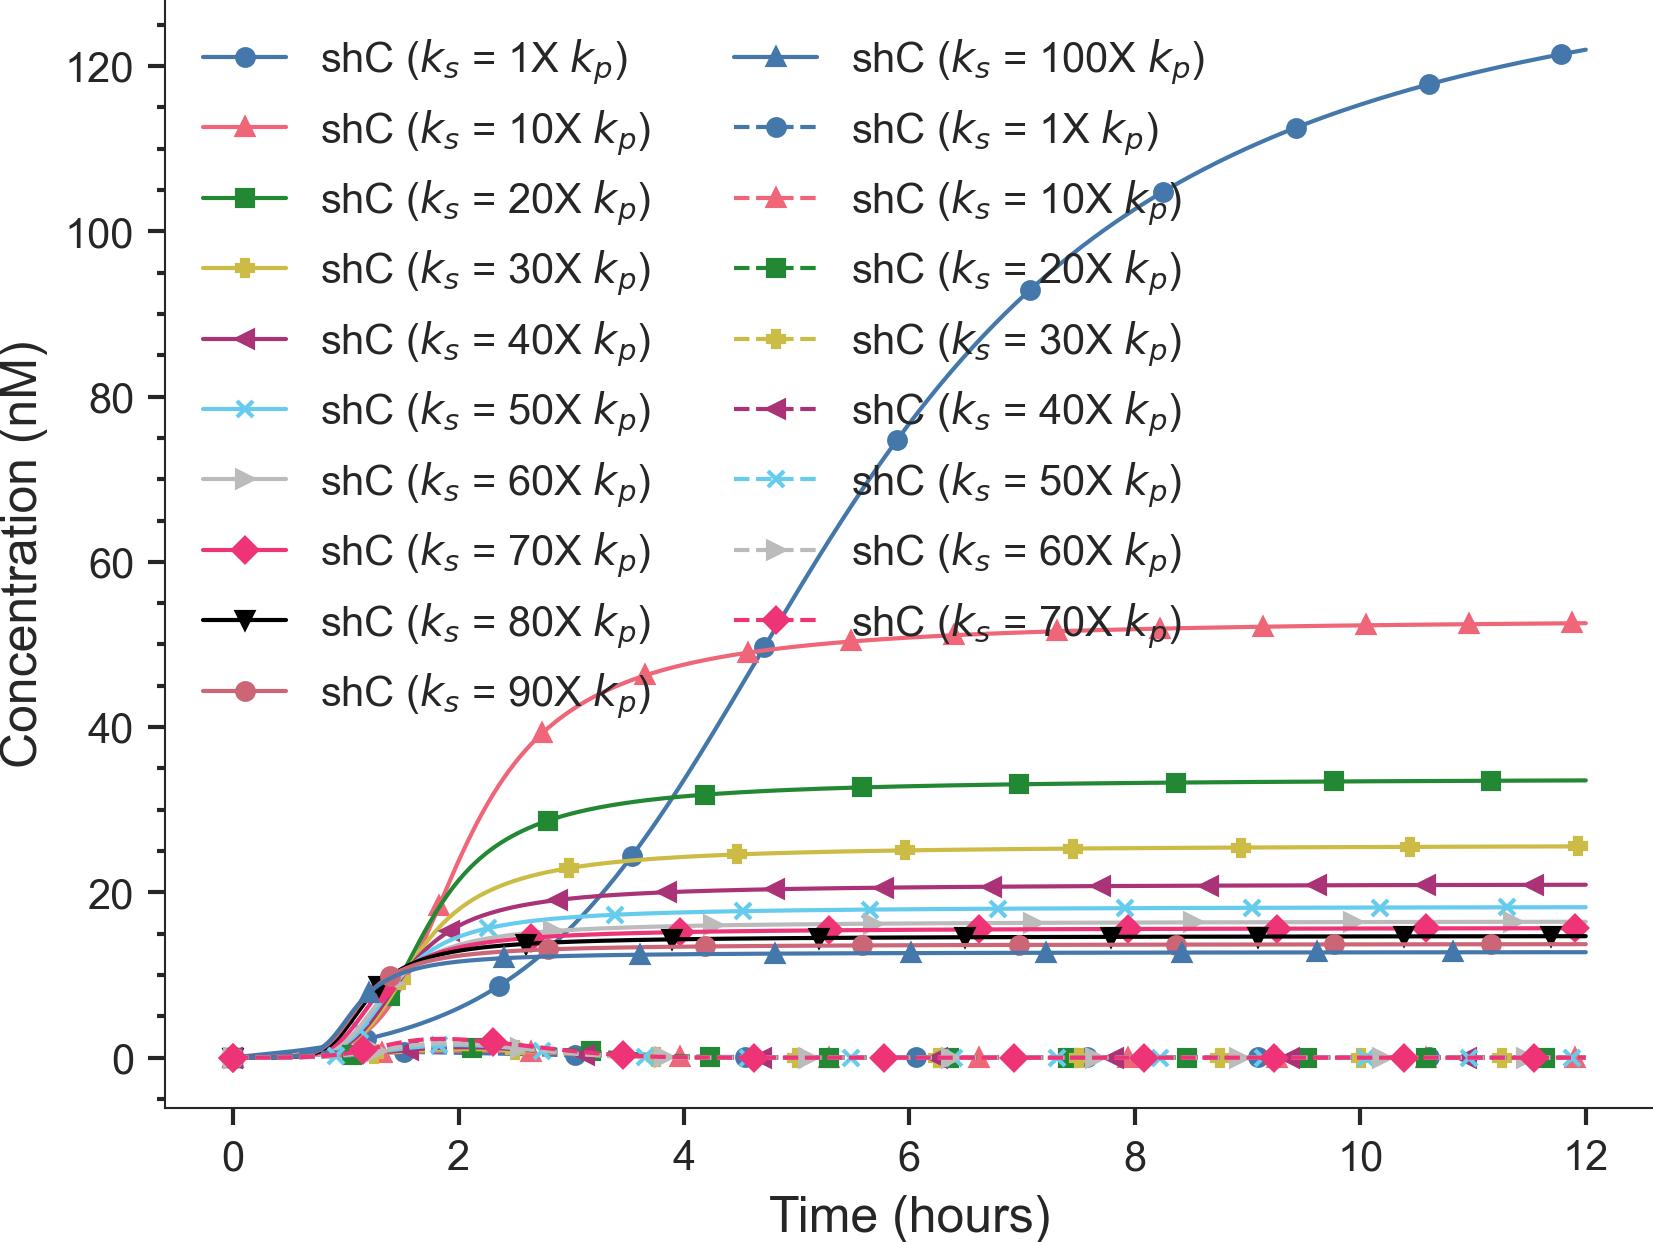 120
100
80
60
40
20
0
Concentration (nM)
shC (kₛ = 1X kₚ)
shC (kₛ = 10X kₚ)
shC (kₛ = 20X kₚ)
shC (kₛ = 30X kₚ)
shC (kₛ = 40X kₚ)
shC (kₛ = 50X kₚ)
shC (kₛ = 60X kₚ)
shC (kₛ = 70X kₚ)
shC (kₛ = 80X kₚ)
shC (kₛ = 90X kₚ)
shC (kₛ = 100X kₚ)
shC (kₛ = 1X kₚ)
shC (kₛ = 10X kₚ)
shC (kₛ = 20X kₚ)
shC (kₛ = 30X kₚ)
shC (kₛ = 40X kₚ)
shC (kₛ = 50X kₚ)
shC (kₛ = 60X kₚ)
shC (kₛ = 70X kₚ)
0 2 4 6 8 10 12
Time (hours)